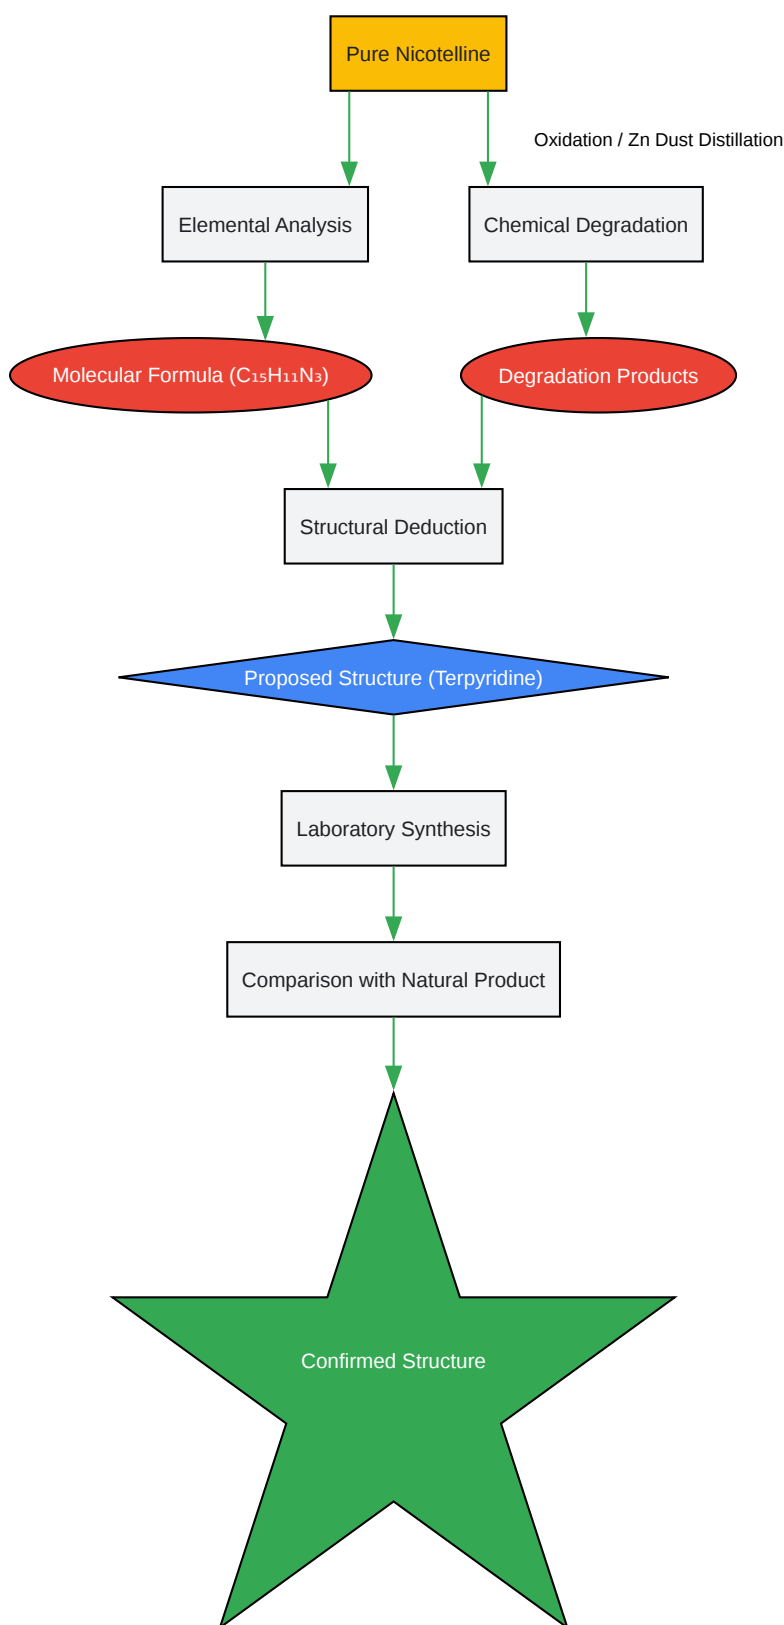 Pure Nicotelline
Oxidation / Zn Dust Distillation
Elemental Analysis
Chemical Degradation
Molecular Formula (C₁₅H₁₁N₃)
Degradation Products
Structural Deduction
Proposed Structure (Terpyridine)
Laboratory Synthesis
Comparison with Natural Product
Confirmed Structure